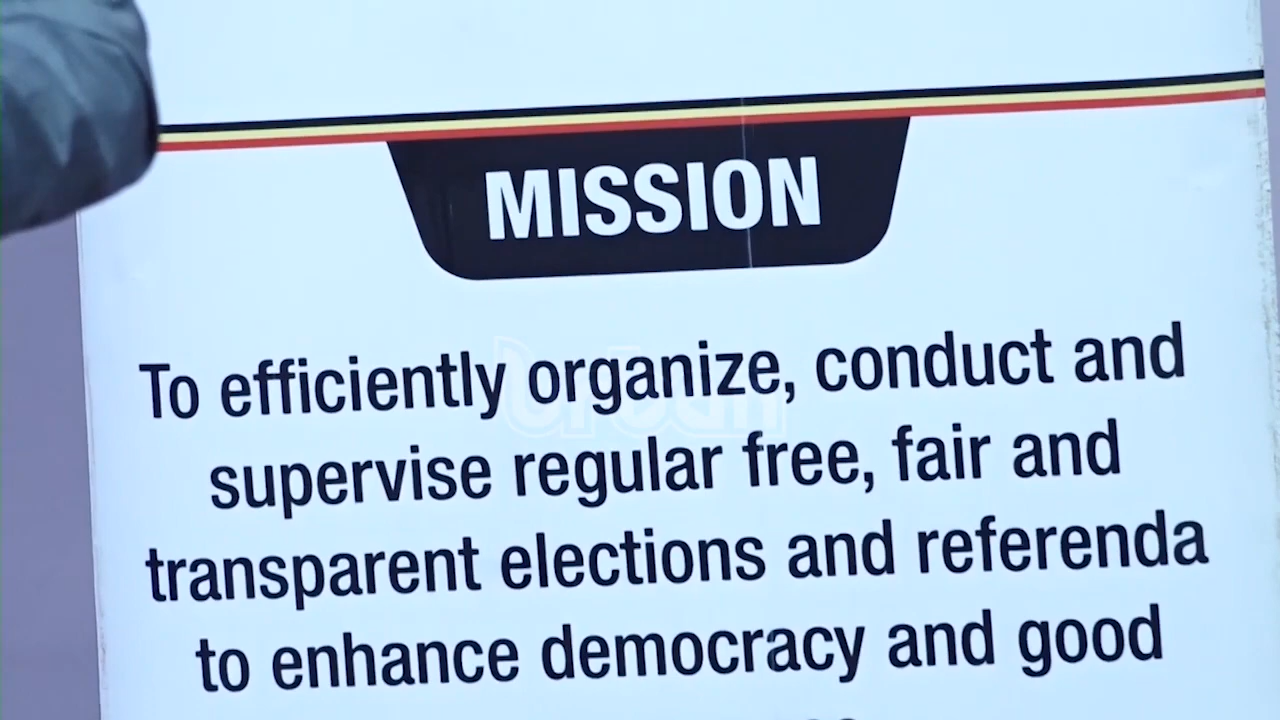 MISSION
To efficiently organize, conduct and
supervise regular free, fair and
transparent elections and referenda
to enhance democracy and good
urban